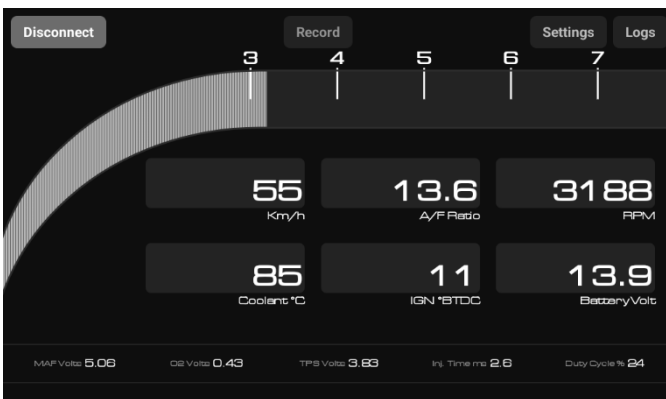 Disconnect Record Settings Logs
3 4 5 6 7
55 13.6 3188
Km/h A/F Ratio RPM
85 11 13.9
Coolant °C IGN °BTDC BatteryVolt
MAF Volts 5.06 O2 Volts 0.43 TPS Volts 3.83 Inj. Time ms 2.6 Duty Cycle % 24